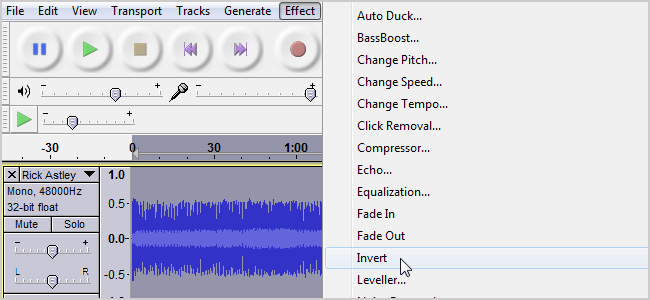 File Edit View Transport Tracks Generate Effect
- +
- +
- +
-30 0 30 1:00
Rick Astley
Mono, 48000Hz
32-bit float
Mute Solo
- +
L R
1.0
0.5
0.0
-0.5
Auto Duck...
BassBoost...
Change Pitch...
Change Speed...
Change Tempo...
Click Removal...
Compressor...
Echo...
Equalization...
Fade In
Fade Out
Invert
Leveller...